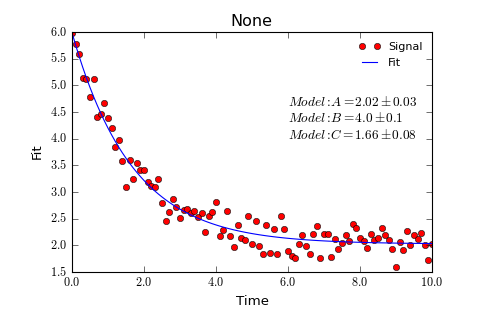 None
Signal
Fit
Model:A=2.02±0.03
Model:B=4.0±0.1
Model:C=1.66±0.08
Fit
6.0
5.5
5.0
4.5
4.0
3.5
3.0
2.5
2.0
1.5
0.0 2.0 4.0 6.0 8.0 10.0
Time